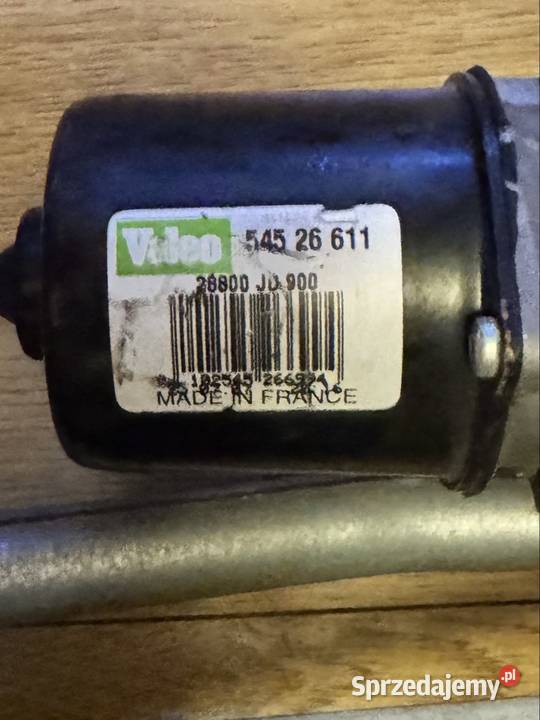 Valeo 545 26 611
28800 JD 900
MADE IN FRANCE
Sprzedajemy.pl